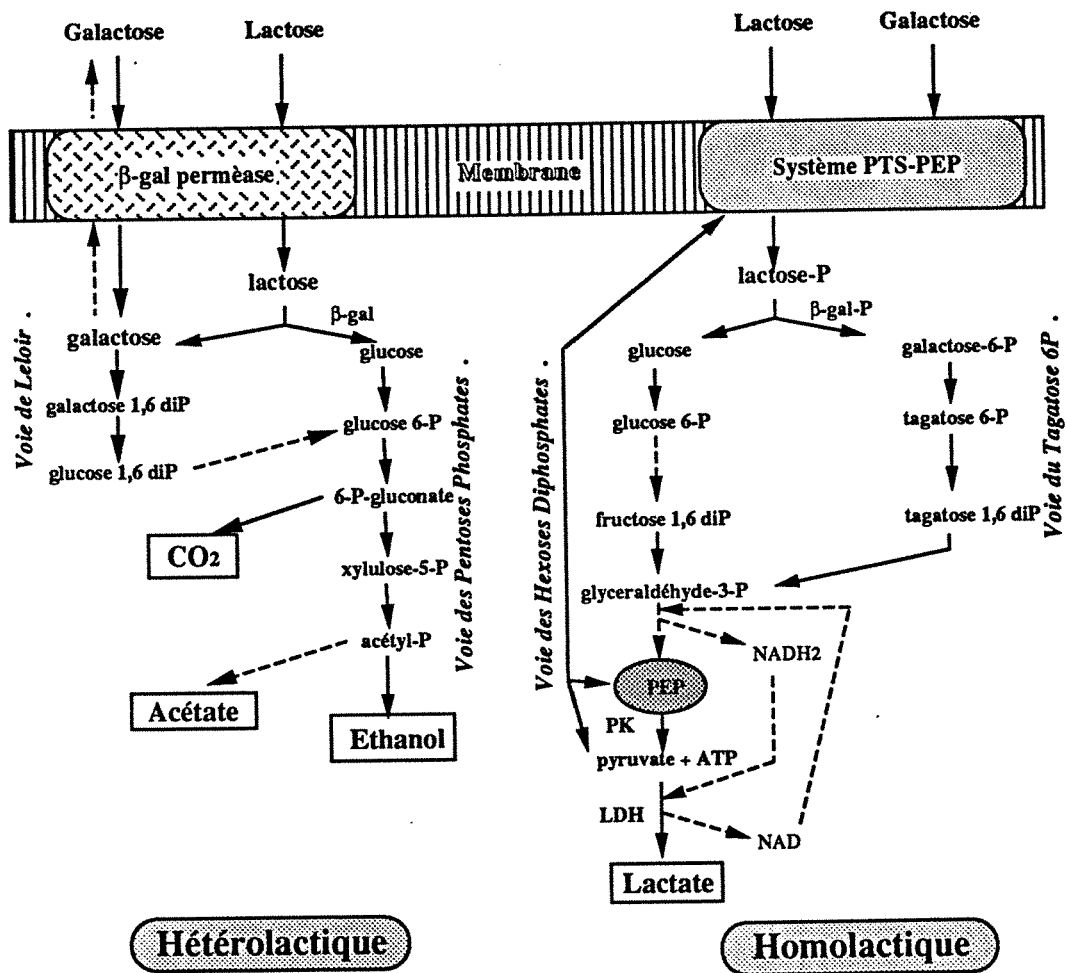 Galactose
Lactose
Lactose
Galactose
β-gal permèase
Membrane
Système PTS-PEP
lactose
β-gal
galactose
glucose
galactose 1,6 diP
glucose 6-P
glucose 1,6 diP
6-P-gluconate
CO2
xylulose-5-P
acétyl-P
Acétate
Ethanol
Voie de Leloir .
Voie des Pentoses Phosphates .
lactose-P
β-gal-P
glucose
galactose-6-P
glucose 6-P
tagatose 6-P
fructose 1,6 diP
tagatose 1,6 diP
glyceraldéhyde-3-P
NADH2
PEP
PK
pyruvate + ATP
LDH
NAD
Lactate
Voie des Hexoses Diphosphates .
Voie du Tagatose 6P .
Hétérolactique
Homolactique